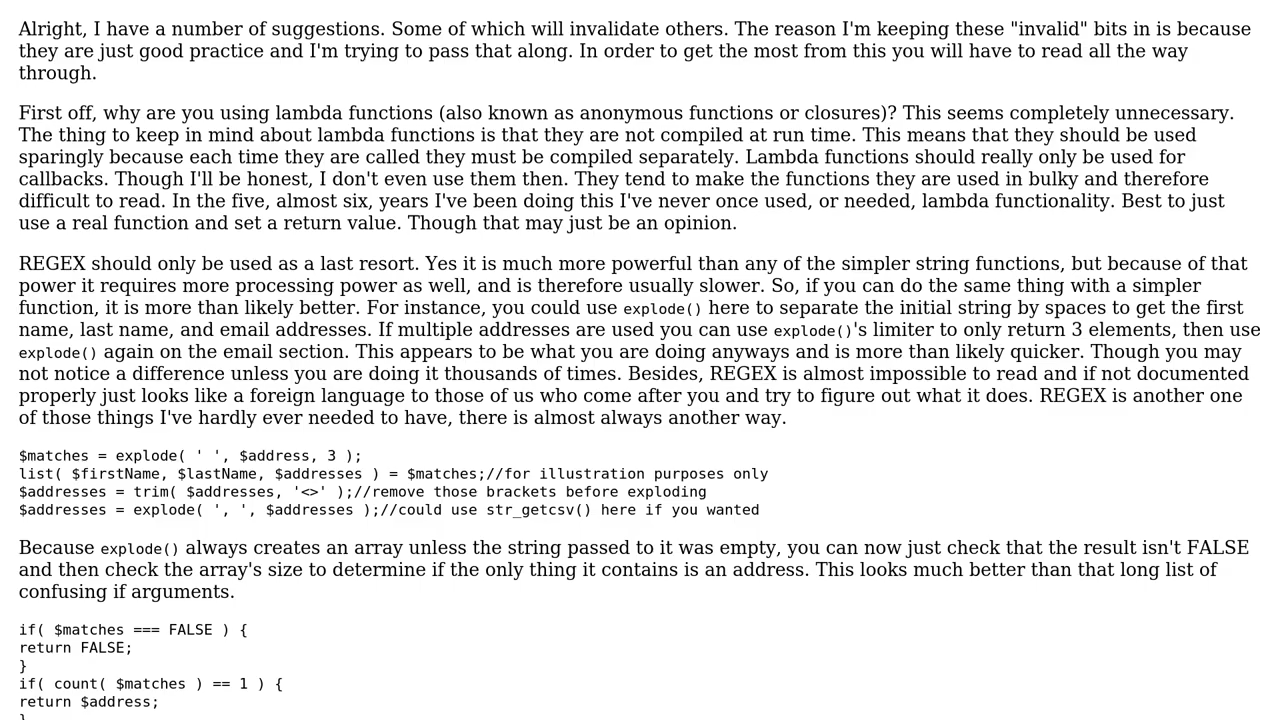 Alright, I have a number of suggestions. Some of which will invalidate others. The reason I'm keeping these "invalid" bits in is because
they are just good practice and I'm trying to pass that along. In order to get the most from this you will have to read all the way
through.
First off, why are you using lambda functions (also known as anonymous functions or closures)? This seems completely unnecessary.
The thing to keep in mind about lambda functions is that they are not compiled at run time. This means that they should be used
sparingly because each time they are called they must be compiled separately. Lambda functions should really only be used for
callbacks. Though I'll be honest, I don't even use them then. They tend to make the functions they are used in bulky and therefore
difficult to read. In the five, almost six, years I've been doing this I've never once used, or needed, lambda functionality. Best to just
use a real function and set a return value. Though that may just be an opinion.
REGEX should only be used as a last resort. Yes it is much more powerful than any of the simpler string functions, but because of that
power it requires more processing power as well, and is therefore usually slower. So, if you can do the same thing with a simpler
function, it is more than likely better. For instance, you could use explode() here to separate the initial string by spaces to get the first
name, last name, and email addresses. If multiple addresses are used you can use explode()'s limiter to only return 3 elements, then use
explode() again on the email section. This appears to be what you are doing anyways and is more than likely quicker. Though you may
not notice a difference unless you are doing it thousands of times. Besides, REGEX is almost impossible to read and if not documented
properly just looks like a foreign language to those of us who come after you and try to figure out what it does. REGEX is another one
of those things I've hardly ever needed to have, there is almost always another way.
$matches = explode( ' ', $address, 3 );
list( $firstName, $lastName, $addresses ) = $matches;//for illustration purposes only
$addresses = trim( $addresses, '<>' );//remove those brackets before exploding
$addresses = explode( ', ', $addresses );//could use str_getcsv() here if you wanted
Because explode() always creates an array unless the string passed to it was empty, you can now just check that the result isn't FALSE
and then check the array's size to determine if the only thing it contains is an address. This looks much better than that long list of
confusing if arguments.
if( $matches === FALSE ) {
return FALSE;
}
if( count( $matches ) == 1 ) {
return $address;
}